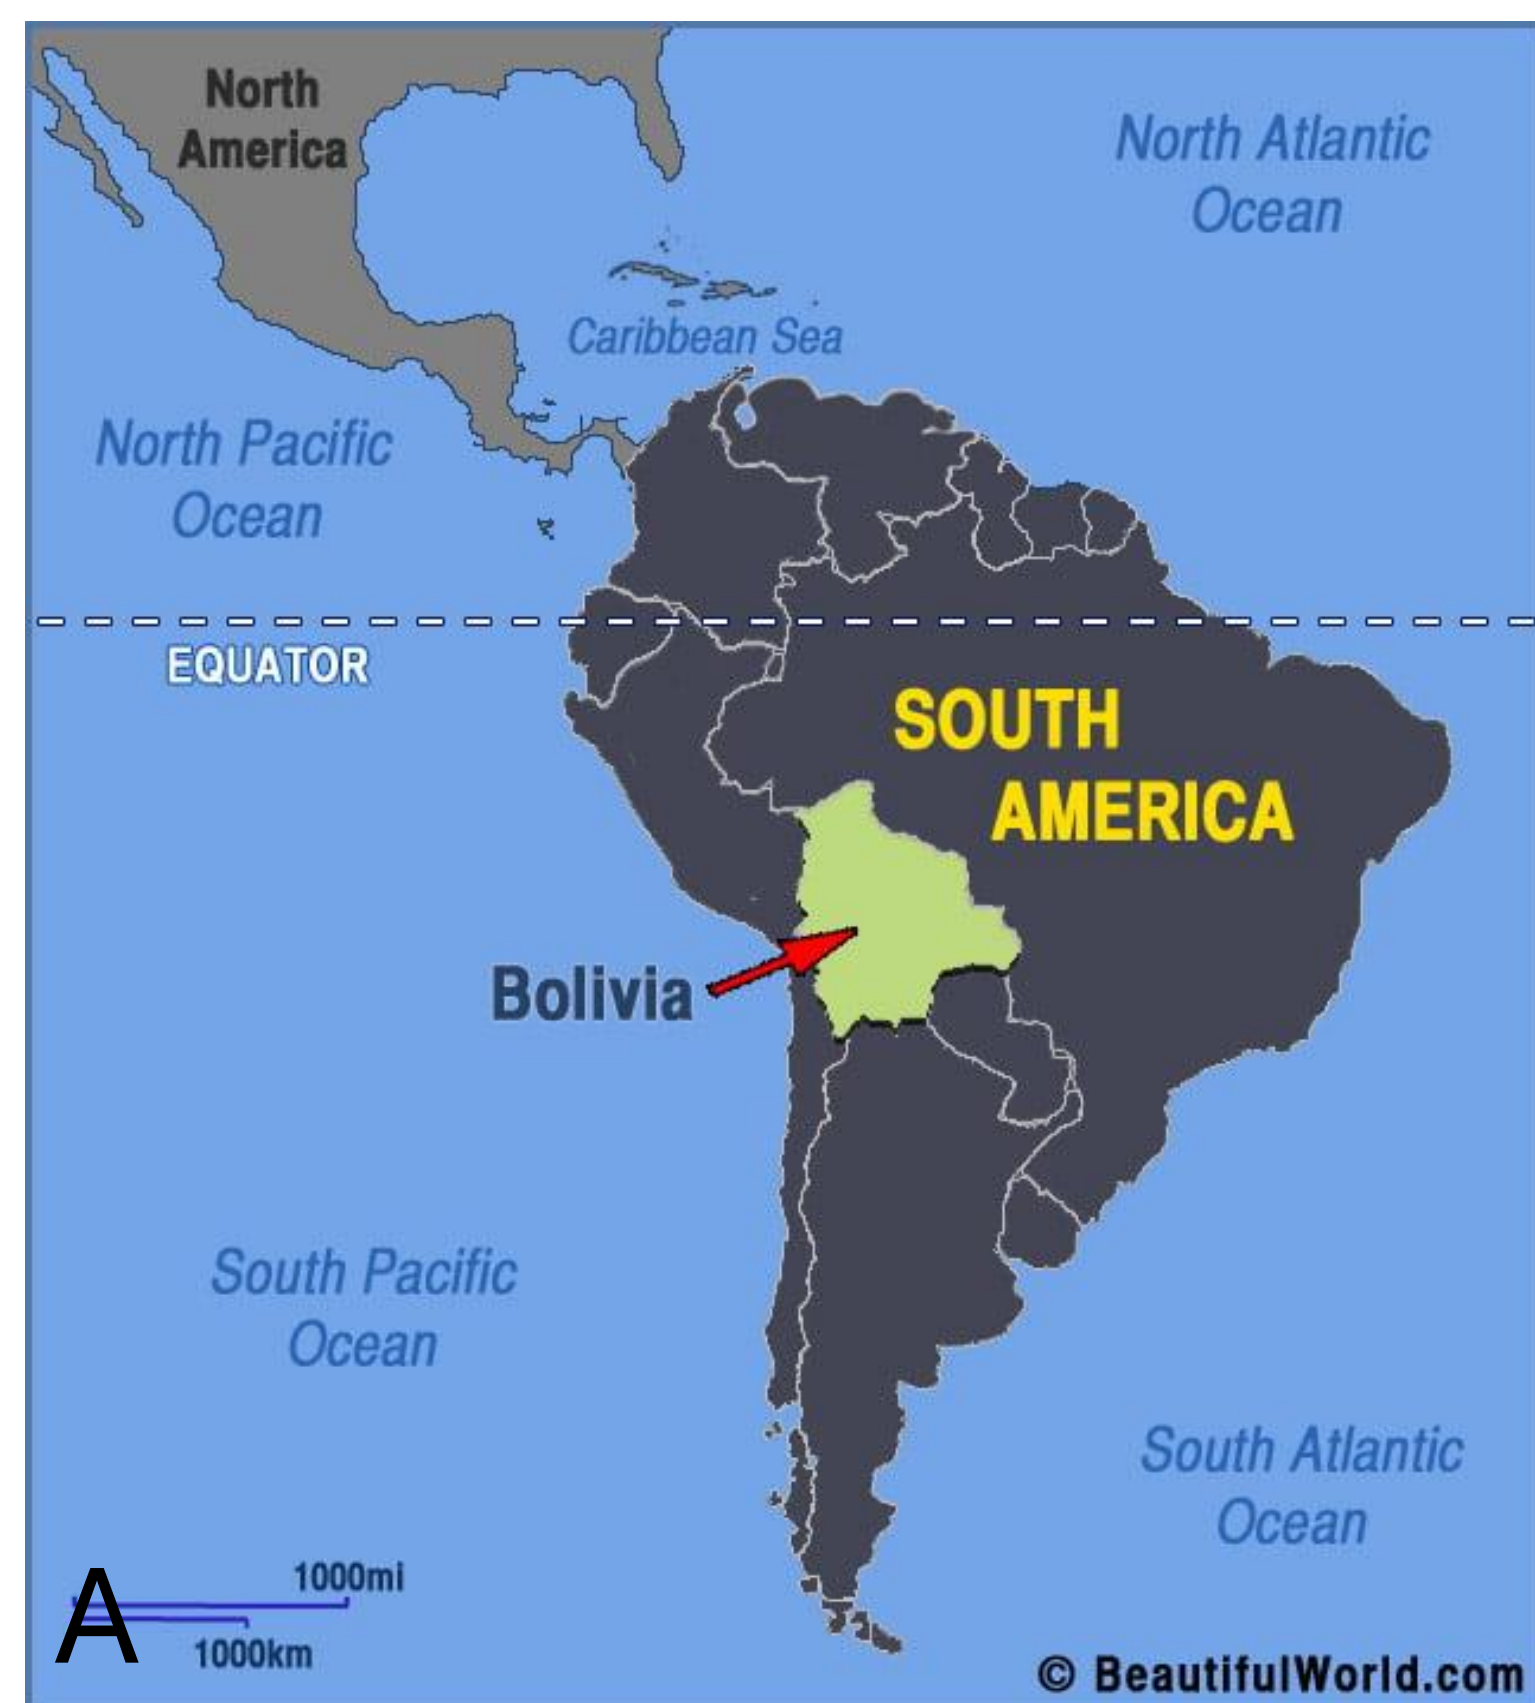 North
America
North Atlantic
Ocean
Caribbean Sea
North Pacific
Ocean
EQUATOR
SOUTH
AMERICA
Bolivia
South Pacific
Ocean
South Atlantic
Ocean
1000mi
A
1000km
© BeautifulWorld.com